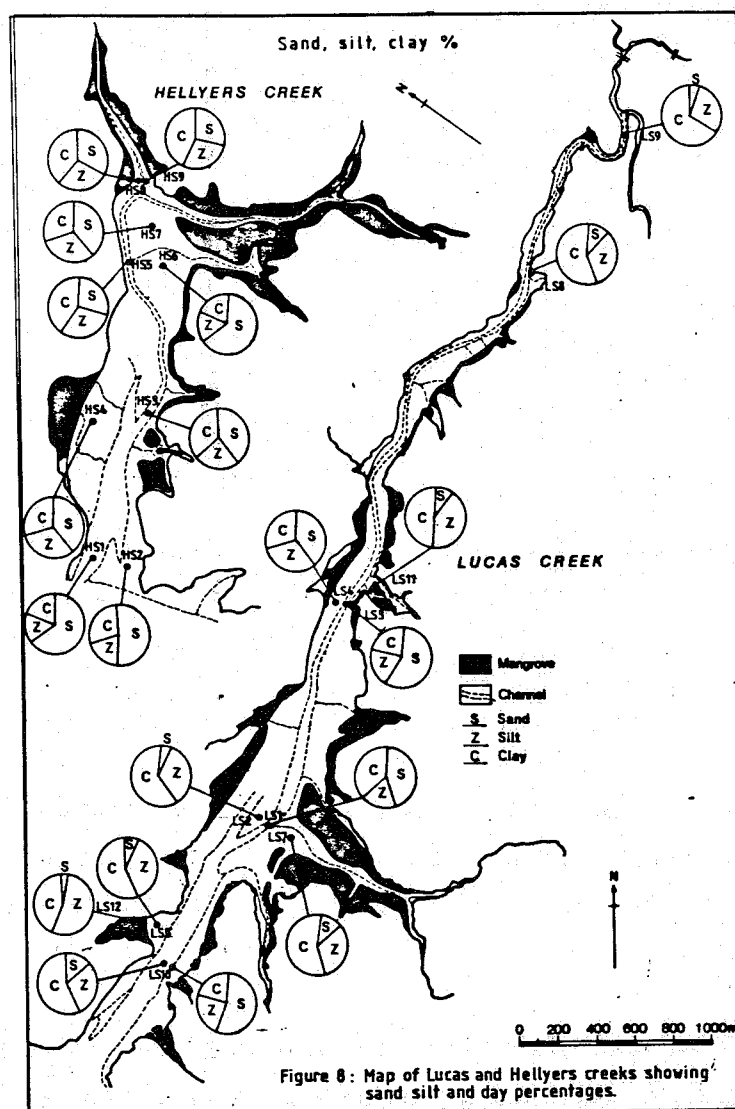 Sand, silt, clay %
HELLYERS CREEK
N
S
Z
C
LS9
C
S
Z
C
S
Z
HS9
HS8
C
S
Z
HS7
HS6
HS5
C
S
Z
C
Z
S
S
C
Z
LS8
HS4
HS3
C
S
Z
C
S
Z
HS1
HS2
C
Z
S
C
Z
S
S
C
Z
C
S
Z
LS11
LS4
LUCAS CREEK
C
Z
S
Mangrove
Channel
S Sand
Z Silt
C Clay
S
C
Z
C
S
Z
LS2
LS1
LS7
S
C
Z
S
C
Z
LS12
N
S
C
Z
S
C
Z
LS10
C
Z
S
0 200 400 600 800 1000m
Figure 8: Map of Lucas and Hellyers creeks showing
sand silt and day percentages.